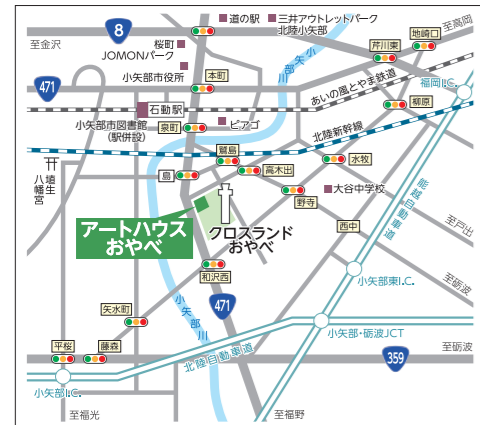 8
道の駅
三井アウトレットパーク
北陸小矢部
至高岡
地崎口
至金沢
桜町
JOMONパーク
小矢部川
芹川東
小矢部市役所
471
本町
あいの風とやま鉄道
福岡I.C.
石動駅
柳原
小矢部市図書館
(駅併設)
泉町
ピアゴ
北陸新幹線
鷲島
水牧
埴生
八幡宮
島
高木出
大谷中学校
野寺
能越自動車道
至戸出
アートハウス
おやべ
クロスランド
おやべ
西中
和沢西
小矢部東I.C.
至砺波
小矢部川
471
矢水町
小矢部・砺波JCT
平桜
藤森
北陸自動車道
359
至砺波
小矢部I.C.
至福光
至福野